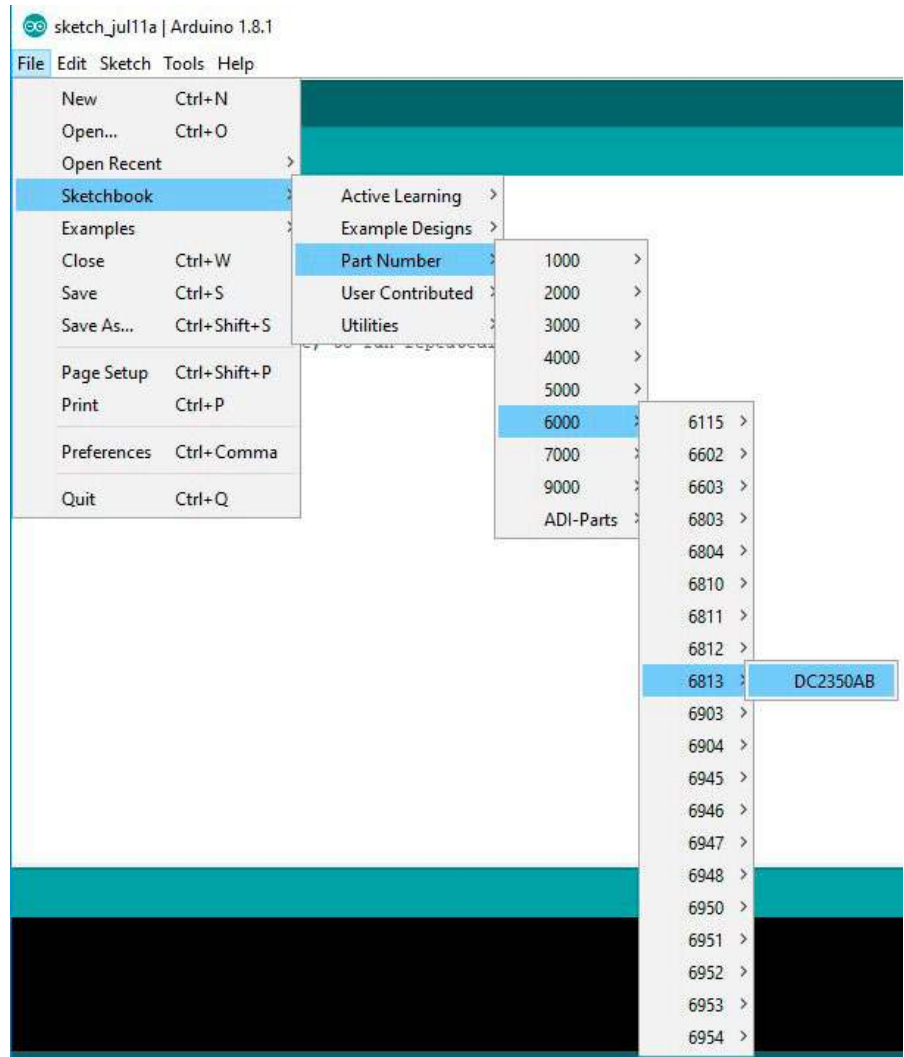 sketch_jul11a | Arduino 1.8.1
File Edit Sketch Tools Help
New Ctrl+N
Open... Ctrl+O
Open Recent
Sketchbook
Examples
Close Ctrl+W
Save Ctrl+S
Save As... Ctrl+Shift+S
Page Setup Ctrl+Shift+P
Print Ctrl+P
Preferences Ctrl+Comma
Quit Ctrl+Q
Active Learning
Example Designs
Part Number
User Contributed
Utilities
1000
2000
3000
4000
5000
6000
7000
9000
ADI-Parts
6115
6602
6603
6803
6804
6810
6811
6812
6813
6903
6904
6945
6946
6947
6948
6950
6951
6952
6953
6954
DC2350AB